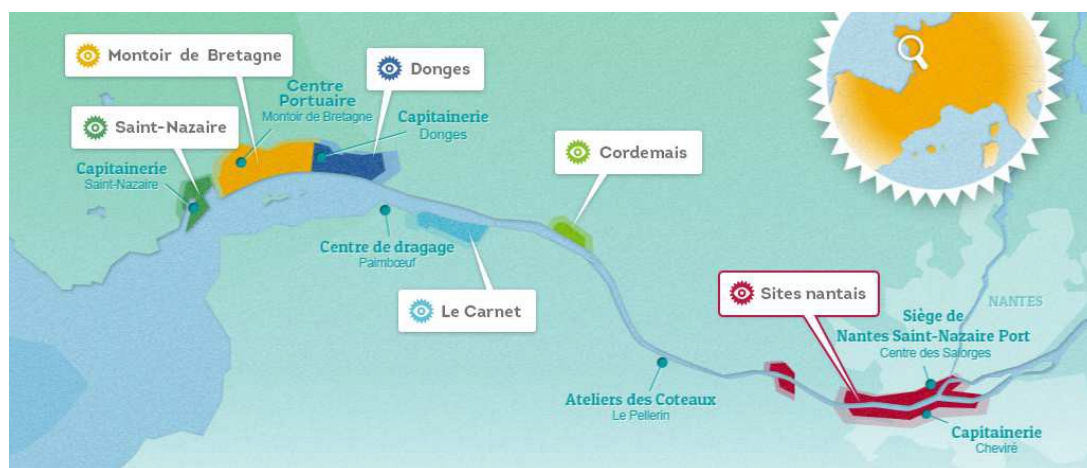 Montoir de Bretagne
Donges
Centre
Portuaire
Montoir de Bretagne
Capitainerie
Donges
Saint-Nazaire
Capitainerie
Saint-Nazaire
Cordemais
Centre de dragage
Paimbœuf
Le Carnet
Sites nantais
NANTES
Siège de
Nantes Saint-Nazaire Port
Centre des Salorges
Ateliers des Coteaux
Le Pellerin
Capitainerie
Cheviré